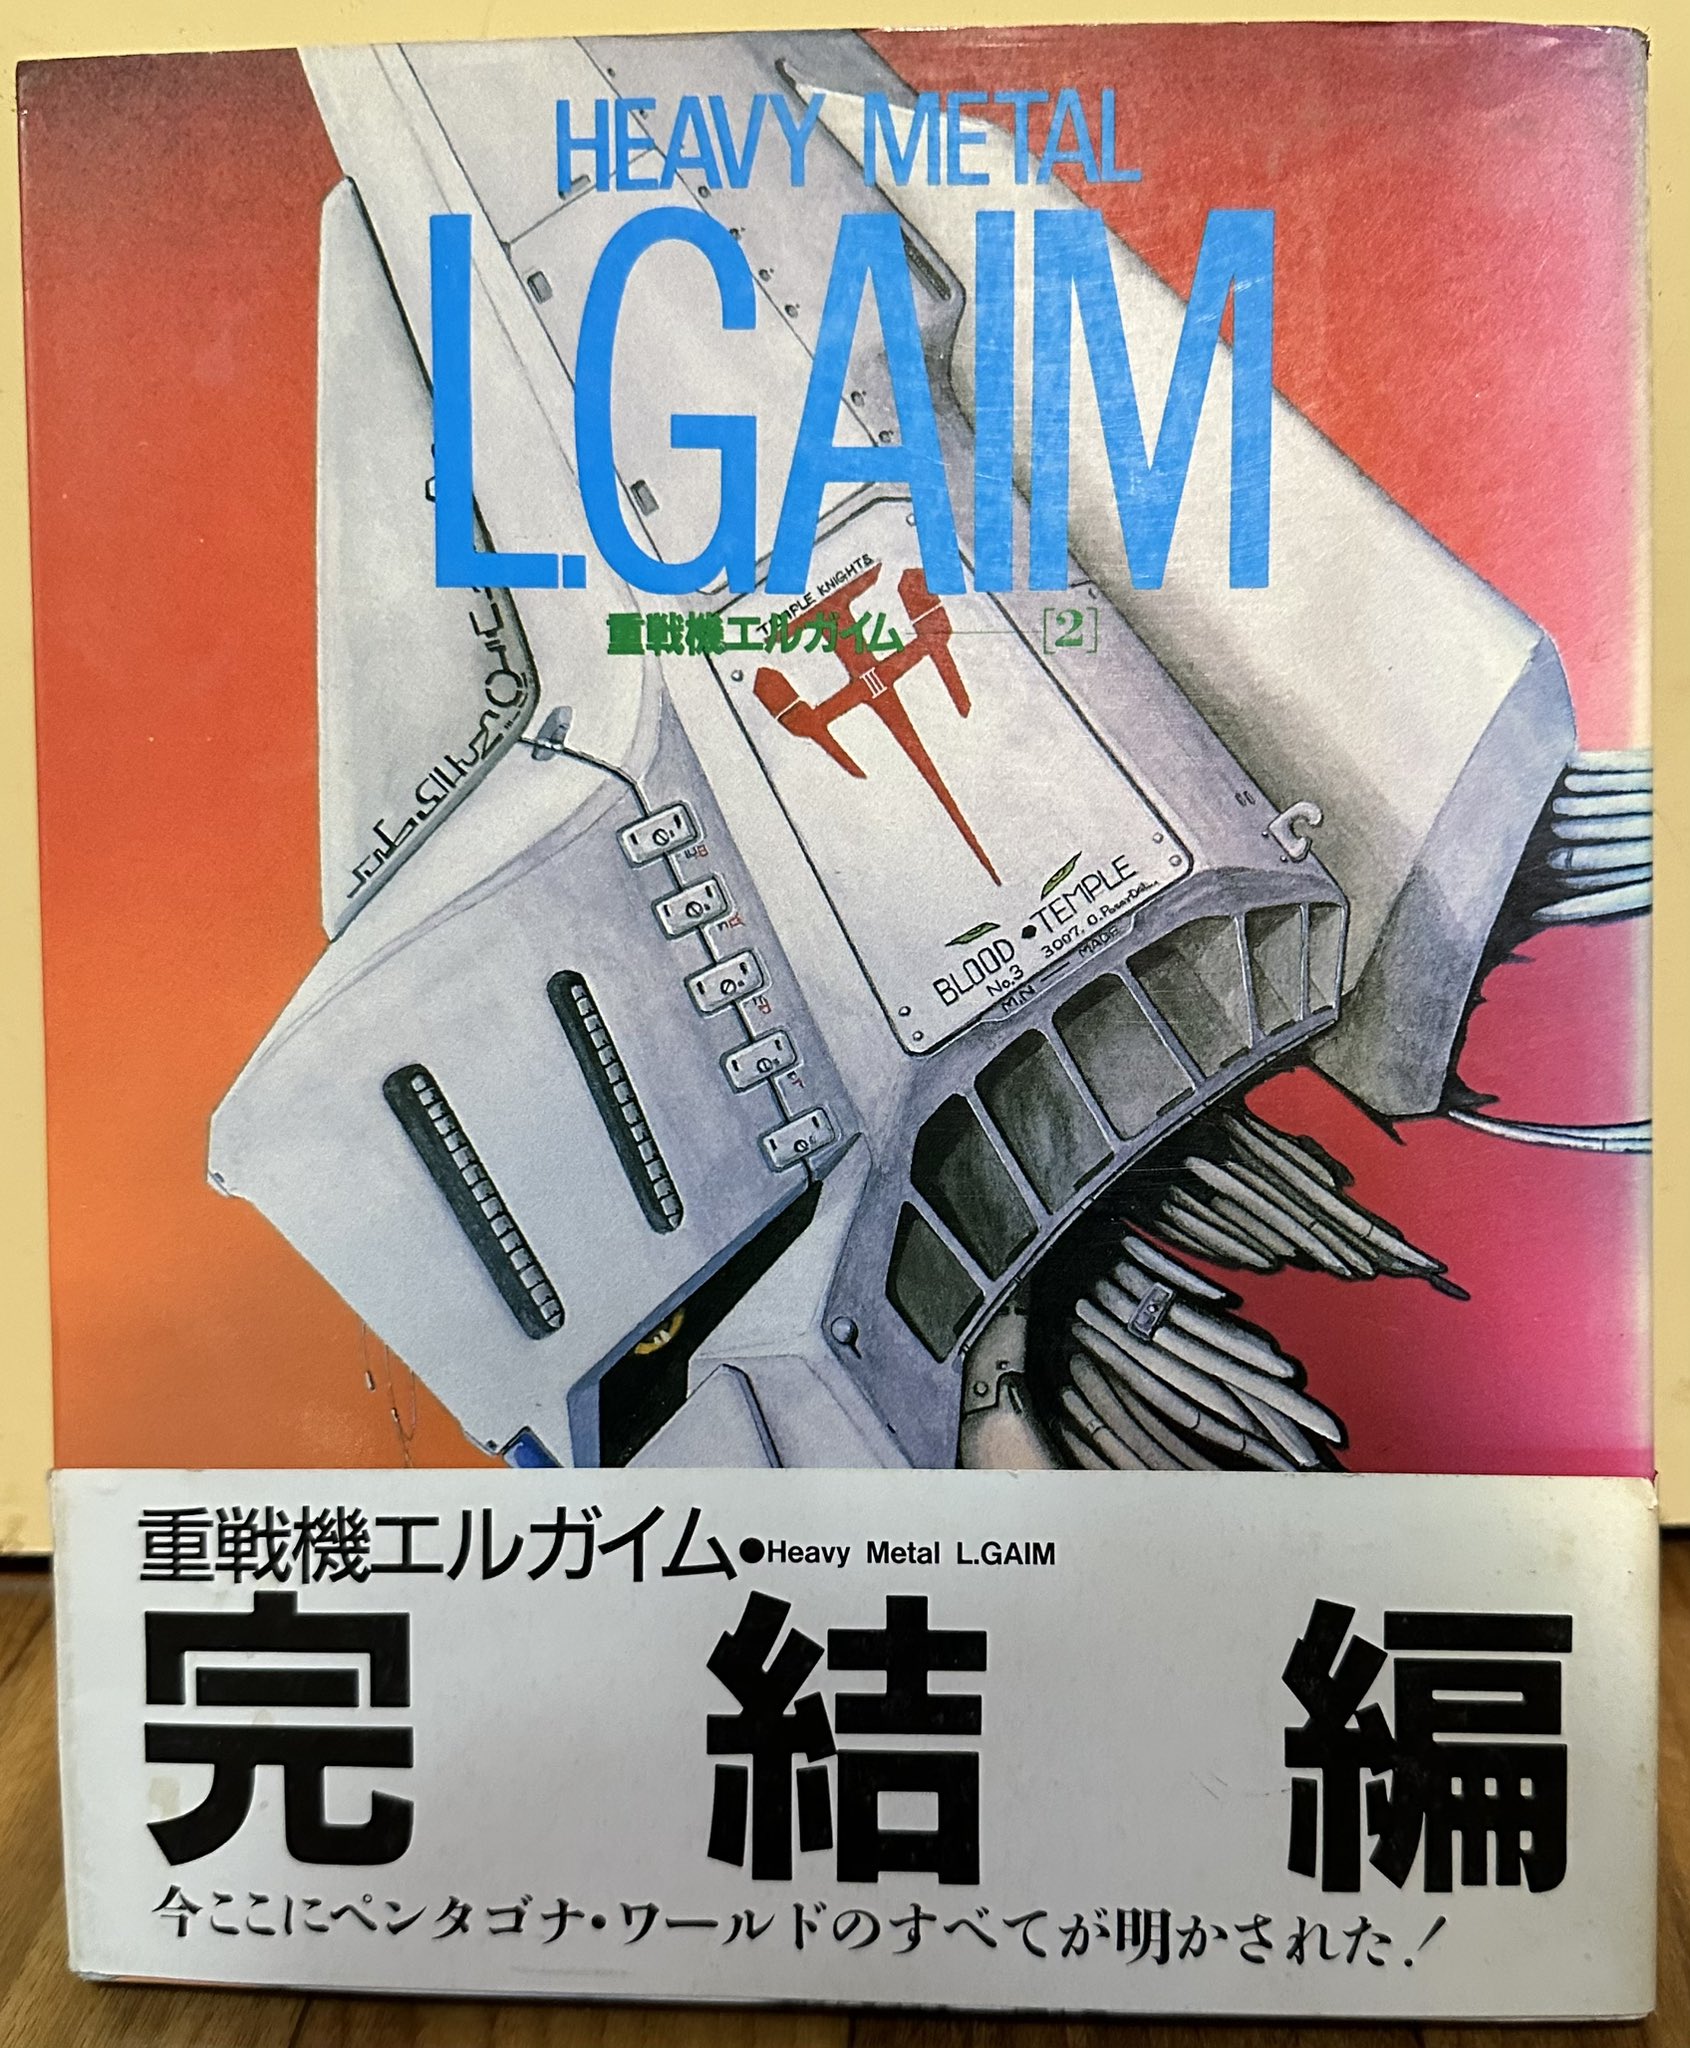 HEAVY METAL
L.GAIM
重戦機エルガイム
[2]
TEMPLE KNIGHTS
III
BLOOD・TEMPLE
No.3 3007.
M.N MADE
重戦機エルガイム●Heavy Metal L.GAIM
完結編
今ここにペンタゴナ・ワールドのすべてが明かされた!